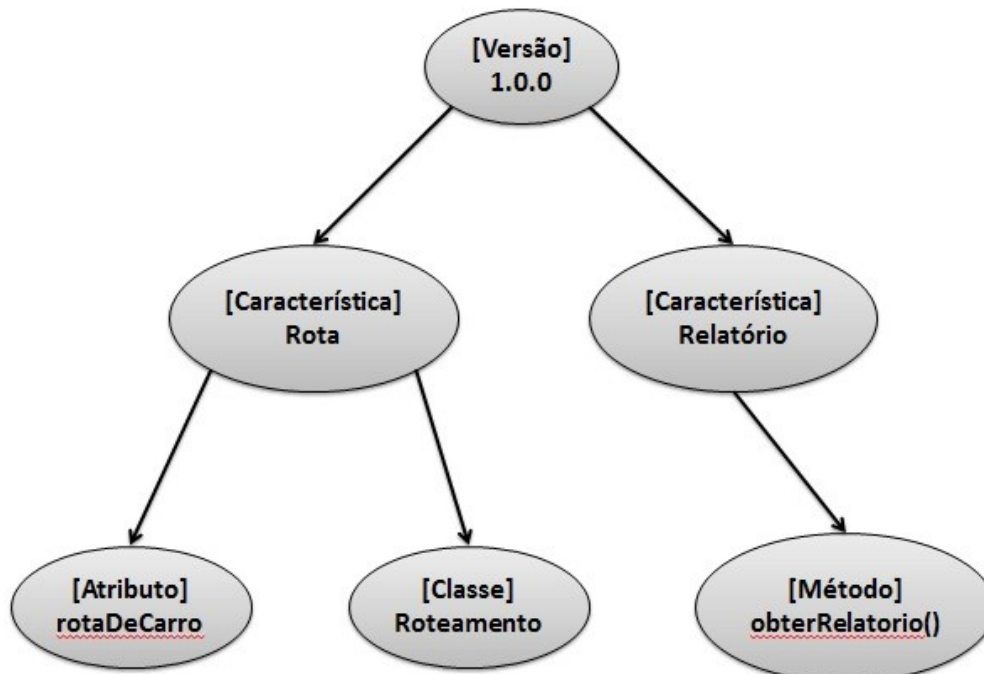 [Versão]
1.0.0
[Característica]
Rota
[Característica]
Relatório
[Atributo]
rotaDeCarro
[Classe]
Roteamento
[Método]
obterRelatorio()